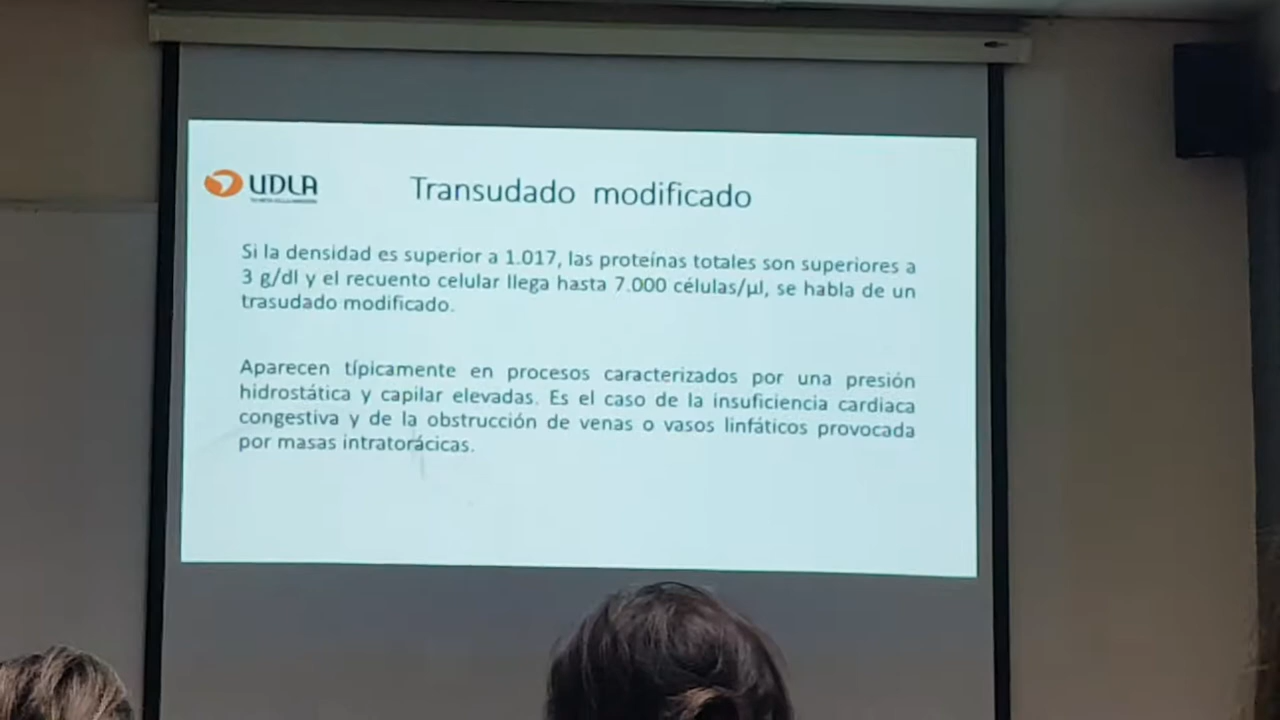 UDLA
Transudado modificado
Si la densidad es superior a 1.017, las proteínas totales son superiores a
3 g/dl y el recuento celular llega hasta 7.000 células/µl, se habla de un
trasudado modificado.
Aparecen típicamente en procesos caracterizados por una presión
hidrostática y capilar elevadas. Es el caso de la insuficiencia cardiaca
congestiva y de la obstrucción de venas o vasos linfáticos provocada
por masas intratorácicas.